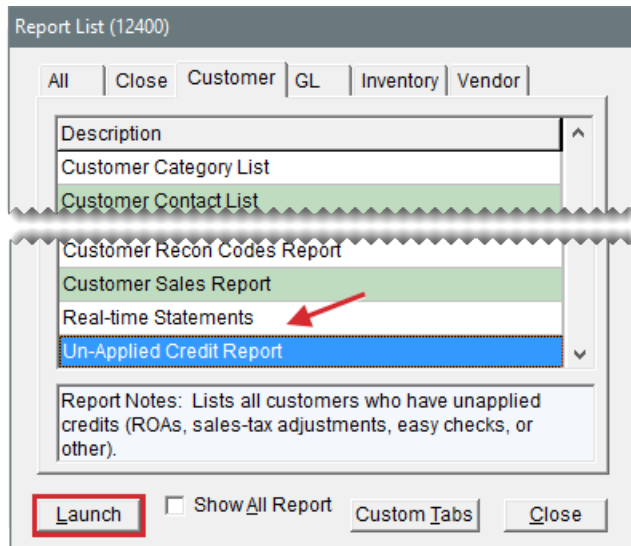 Report List (12400)
All Close Customer GL Inventory Vendor
Description
Customer Category List
Customer Contact List
Customer Recon Codes Report
Customer Sales Report
Real-time Statements
Un-Applied Credit Report
Report Notes: Lists all customers who have unapplied
credits (ROAs, sales-tax adjustments, easy checks, or
other).
Launch Show All Report Custom Tabs Close